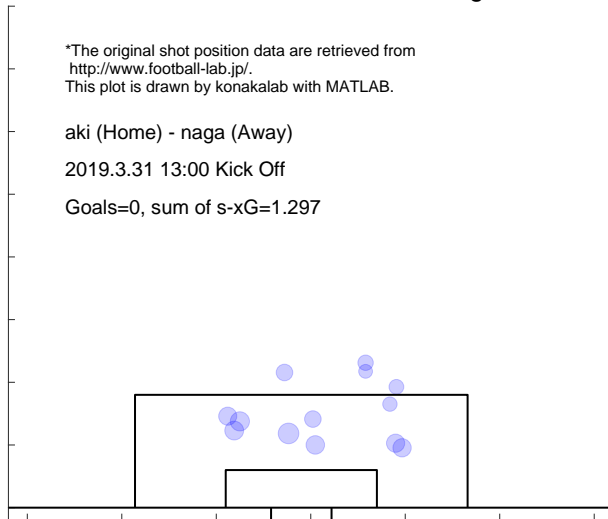 *The original shot position data are retrieved from
http://www.football-lab.jp/.
This plot is drawn by konakalab with MATLAB.
aki (Home) - naga (Away)
2019.3.31 13:00 Kick Off
Goals=0, sum of s-xG=1.297